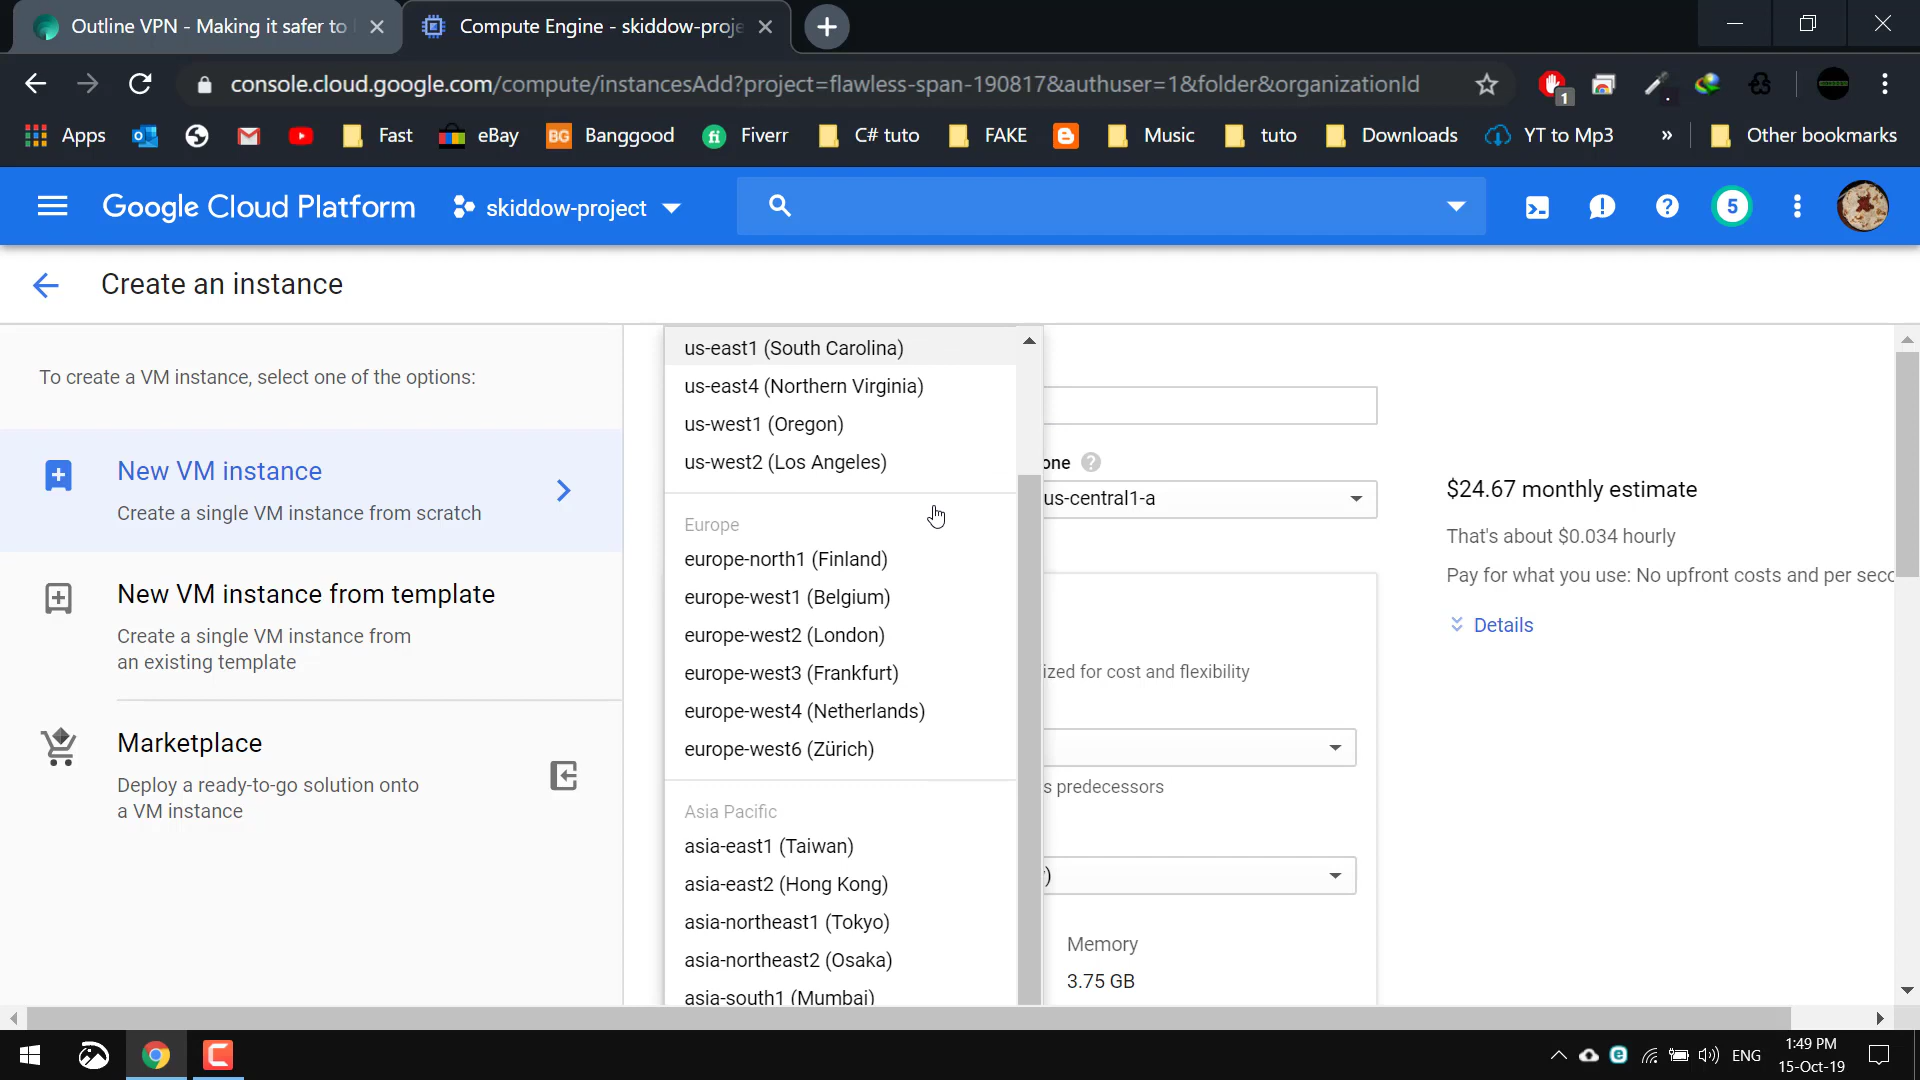 Outline VPN - Making it safer to
Compute Engine - skiddow-proje
console.cloud.google.com/compute/instancesAdd?project=flawless-span-190817&authuser=1&folder&organizationId
1
Apps
Fast
eBay
BG
Banggood
fi
Fiverr
C# tuto
FAKE
Music
tuto
Downloads
YT to Mp3
»
Other bookmarks
Google Cloud Platform
skiddow-project
5
Create an instance
To create a VM instance, select one of the options:
New VM instance
Create a single VM instance from scratch
New VM instance from template
Create a single VM instance from
an existing template
Marketplace
Deploy a ready-to-go solution onto
a VM instance
us-east1 (South Carolina)
us-east4 (Northern Virginia)
us-west1 (Oregon)
us-west2 (Los Angeles)
Europe
europe-north1 (Finland)
europe-west1 (Belgium)
europe-west2 (London)
europe-west3 (Frankfurt)
europe-west4 (Netherlands)
europe-west6 (Zürich)
Asia Pacific
asia-east1 (Taiwan)
asia-east2 (Hong Kong)
asia-northeast1 (Tokyo)
asia-northeast2 (Osaka)
asia-south1 (Mumbai)
one
us-central1-a
ized for cost and flexibility
s predecessors
)
Memory
3.75 GB
$24.67 monthly estimate
That's about $0.034 hourly
Pay for what you use: No upfront costs and per secc
Details
ENG
1:49 PM
15-Oct-19